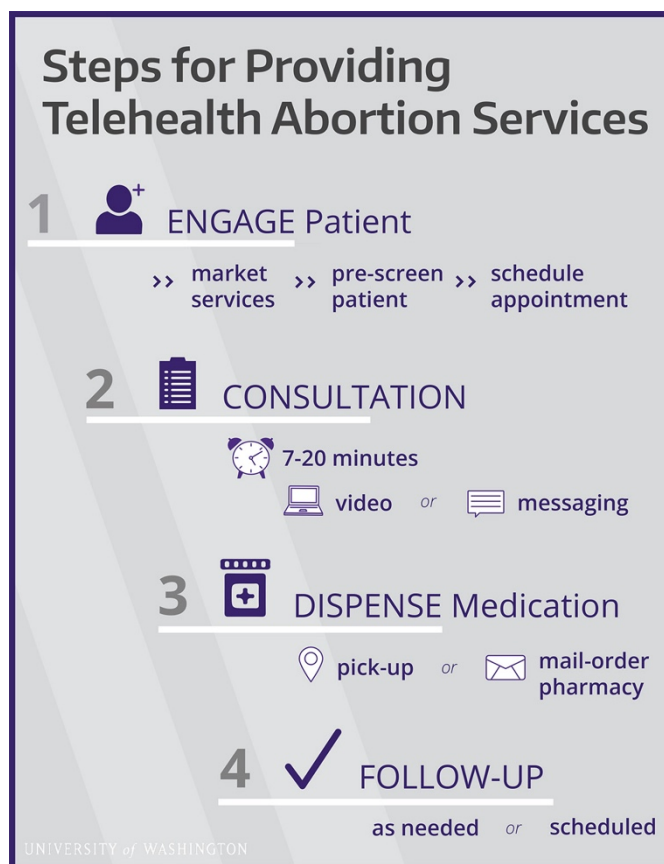 Steps for Providing
Telehealth Abortion Services
1 ENGAGE Patient
>> market services >> pre-screen patient >> schedule appointment
2 CONSULTATION
7-20 minutes
video or messaging
3 DISPENSE Medication
pick-up or mail-order pharmacy
4 FOLLOW-UP
as needed or scheduled
UNIVERSITY of WASHINGTON